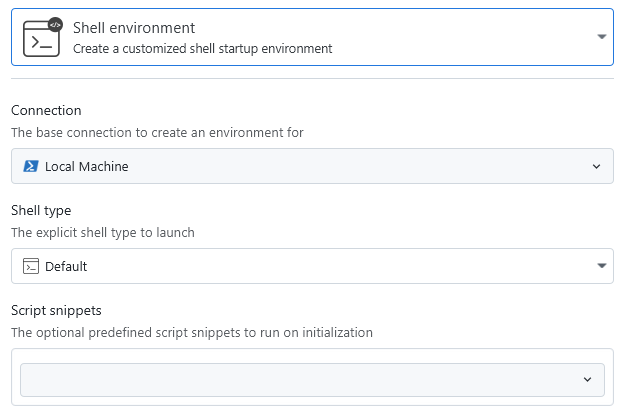 Shell environment
Create a customized shell startup environment
Connection
The base connection to create an environment for
Local Machine
Shell type
The explicit shell type to launch
Default
Script snippets
The optional predefined script snippets to run on initialization